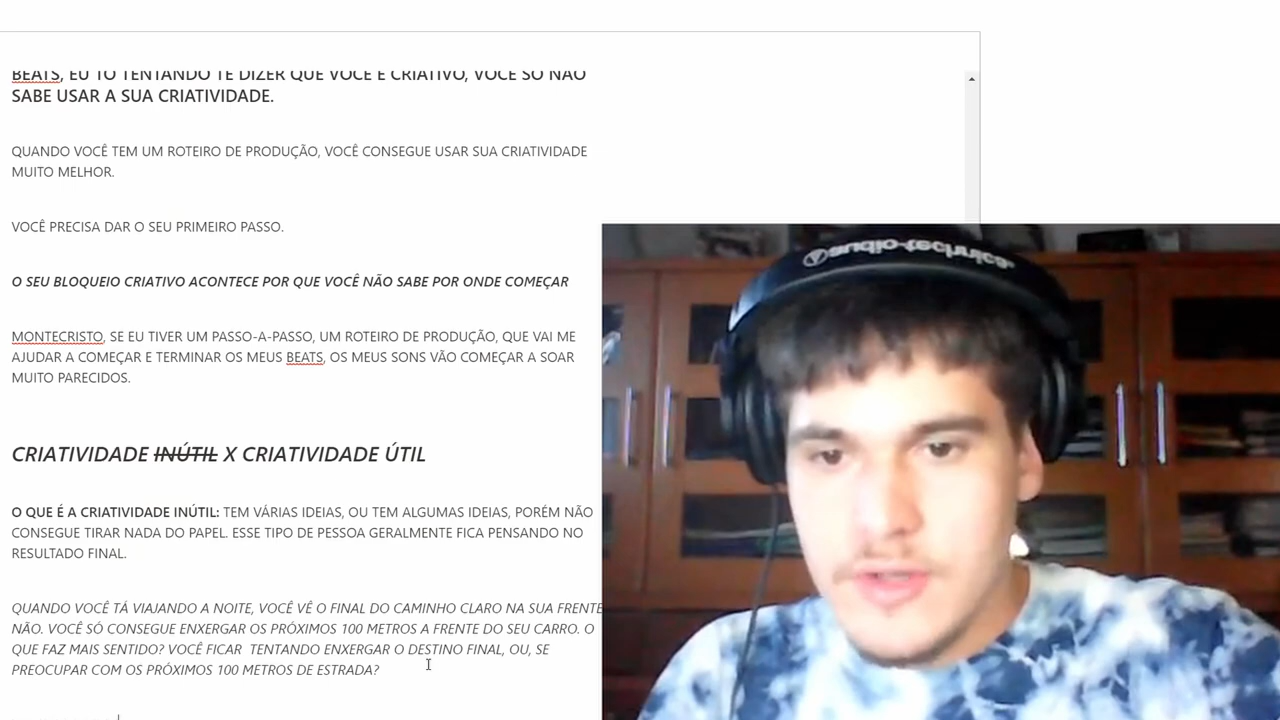 BEATS, EU TO TENTANDO TE DIZER QUE VOCE E CRIATIVO, VOCE SO NAO
SABE USAR A SUA CRIATIVIDADE.
QUANDO VOCÊ TEM UM ROTEIRO DE PRODUÇÃO, VOCÊ CONSEGUE USAR SUA CRIATIVIDADE
MUITO MELHOR.
VOCÊ PRECISA DAR O SEU PRIMEIRO PASSO.
O SEU BLOQUEIO CRIATIVO ACONTECE POR QUE VOCÊ NÃO SABE POR ONDE COMEÇAR
MONTECRISTO, SE EU TIVER UM PASSO-A-PASSO, UM ROTEIRO DE PRODUÇÃO, QUE VAI ME
AJUDAR A COMEÇAR E TERMINAR OS MEUS BEATS, OS MEUS SONS VÃO COMEÇAR A SOAR
MUITO PARECIDOS.
CRIATIVIDADE INÚTIL X CRIATIVIDADE ÚTIL
O QUE É A CRIATIVIDADE INÚTIL: TEM VÁRIAS IDEIAS, OU TEM ALGUMAS IDEIAS, PORÉM NÃO
CONSEGUE TIRAR NADA DO PAPEL. ESSE TIPO DE PESSOA GERALMENTE FICA PENSANDO NO
RESULTADO FINAL.
QUANDO VOCÊ TÁ VIAJANDO A NOITE, VOCÊ VÊ O FINAL DO CAMINHO CLARO NA SUA FRENTE
NÃO. VOCÊ SÓ CONSEGUE ENXERGAR OS PRÓXIMOS 100 METROS A FRENTE DO SEU CARRO. O
QUE FAZ MAIS SENTIDO? VOCÊ FICAR  TENTANDO ENXERGAR O DESTINO FINAL, OU, SE
PREOCUPAR COM OS PRÓXIMOS 100 METROS DE ESTRADA?
audio-technica